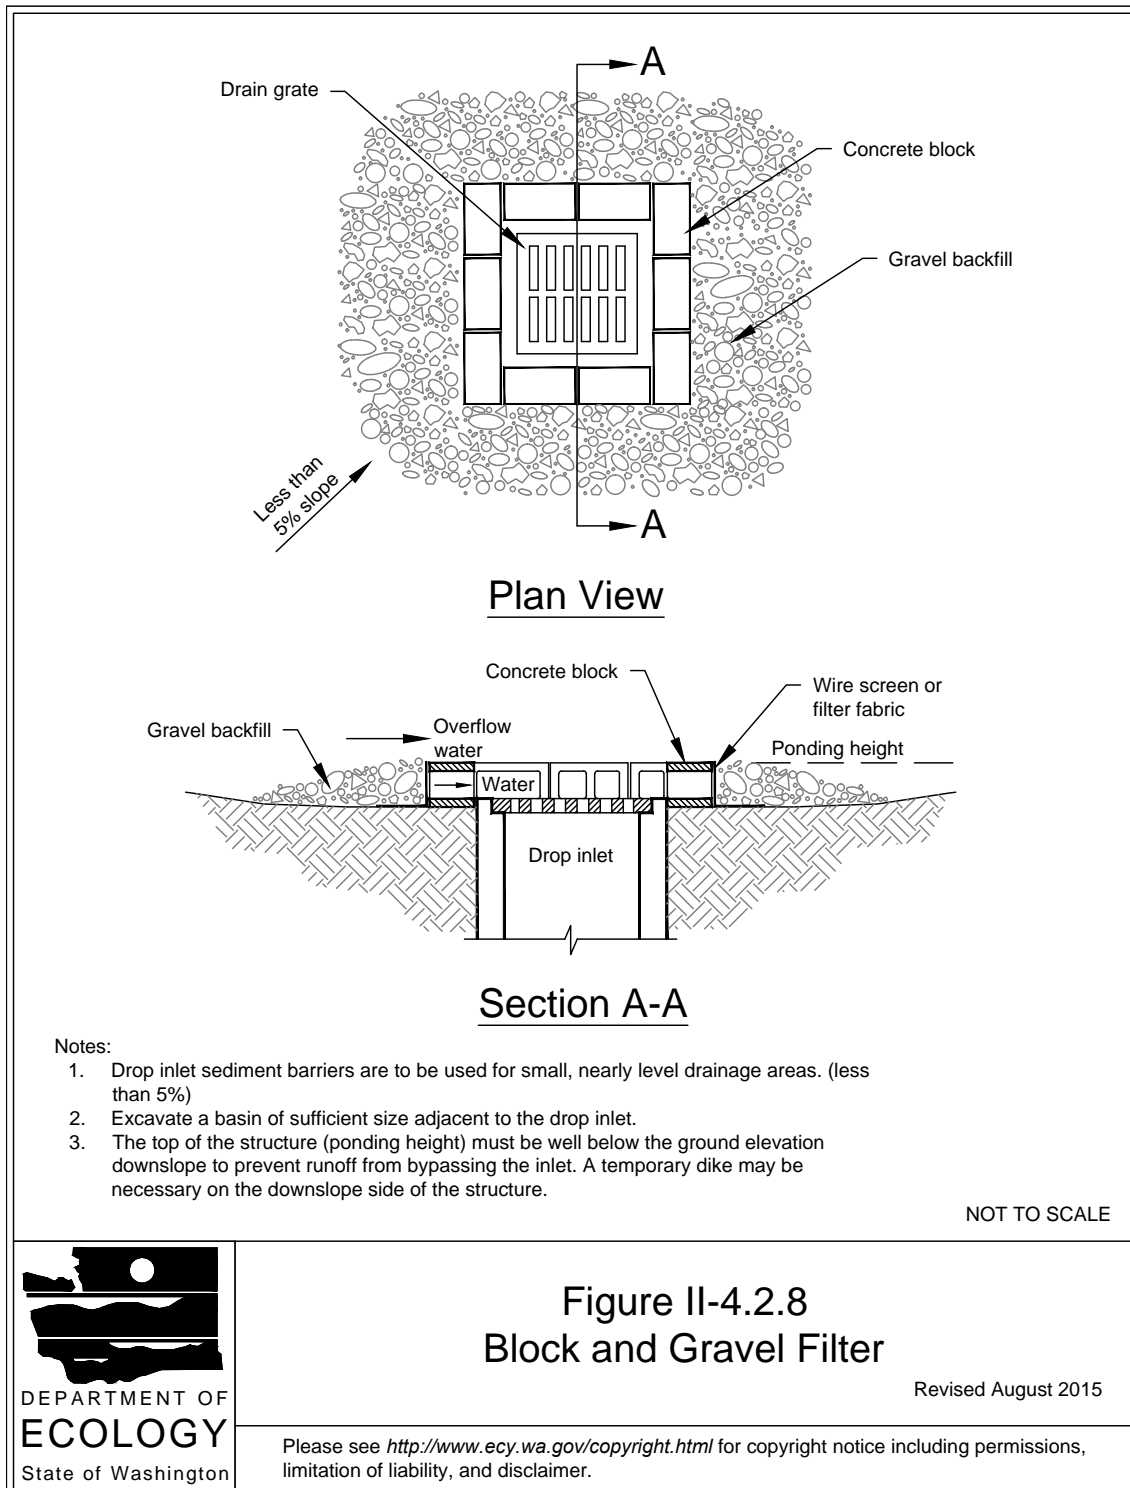 A
Drain grate
Concrete block
Gravel backfill
Less than
5% slope
A
Plan View
Concrete block
Wire screen or
filter fabric
Gravel backfill
Overflow
water
Ponding height
Water
Drop inlet
Section A-A
Notes:
1. Drop inlet sediment barriers are to be used for small, nearly level drainage areas. (less
than 5%)
2. Excavate a basin of sufficient size adjacent to the drop inlet.
3. The top of the structure (ponding height) must be well below the ground elevation
downslope to prevent runoff from bypassing the inlet. A temporary dike may be
necessary on the downslope side of the structure.
NOT TO SCALE
Figure II-4.2.8
Block and Gravel Filter
Revised August 2015
DEPARTMENT OF
ECOLOGY
State of Washington
Please see http://www.ecy.wa.gov/copyright.html for copyright notice including permissions,
limitation of liability, and disclaimer.